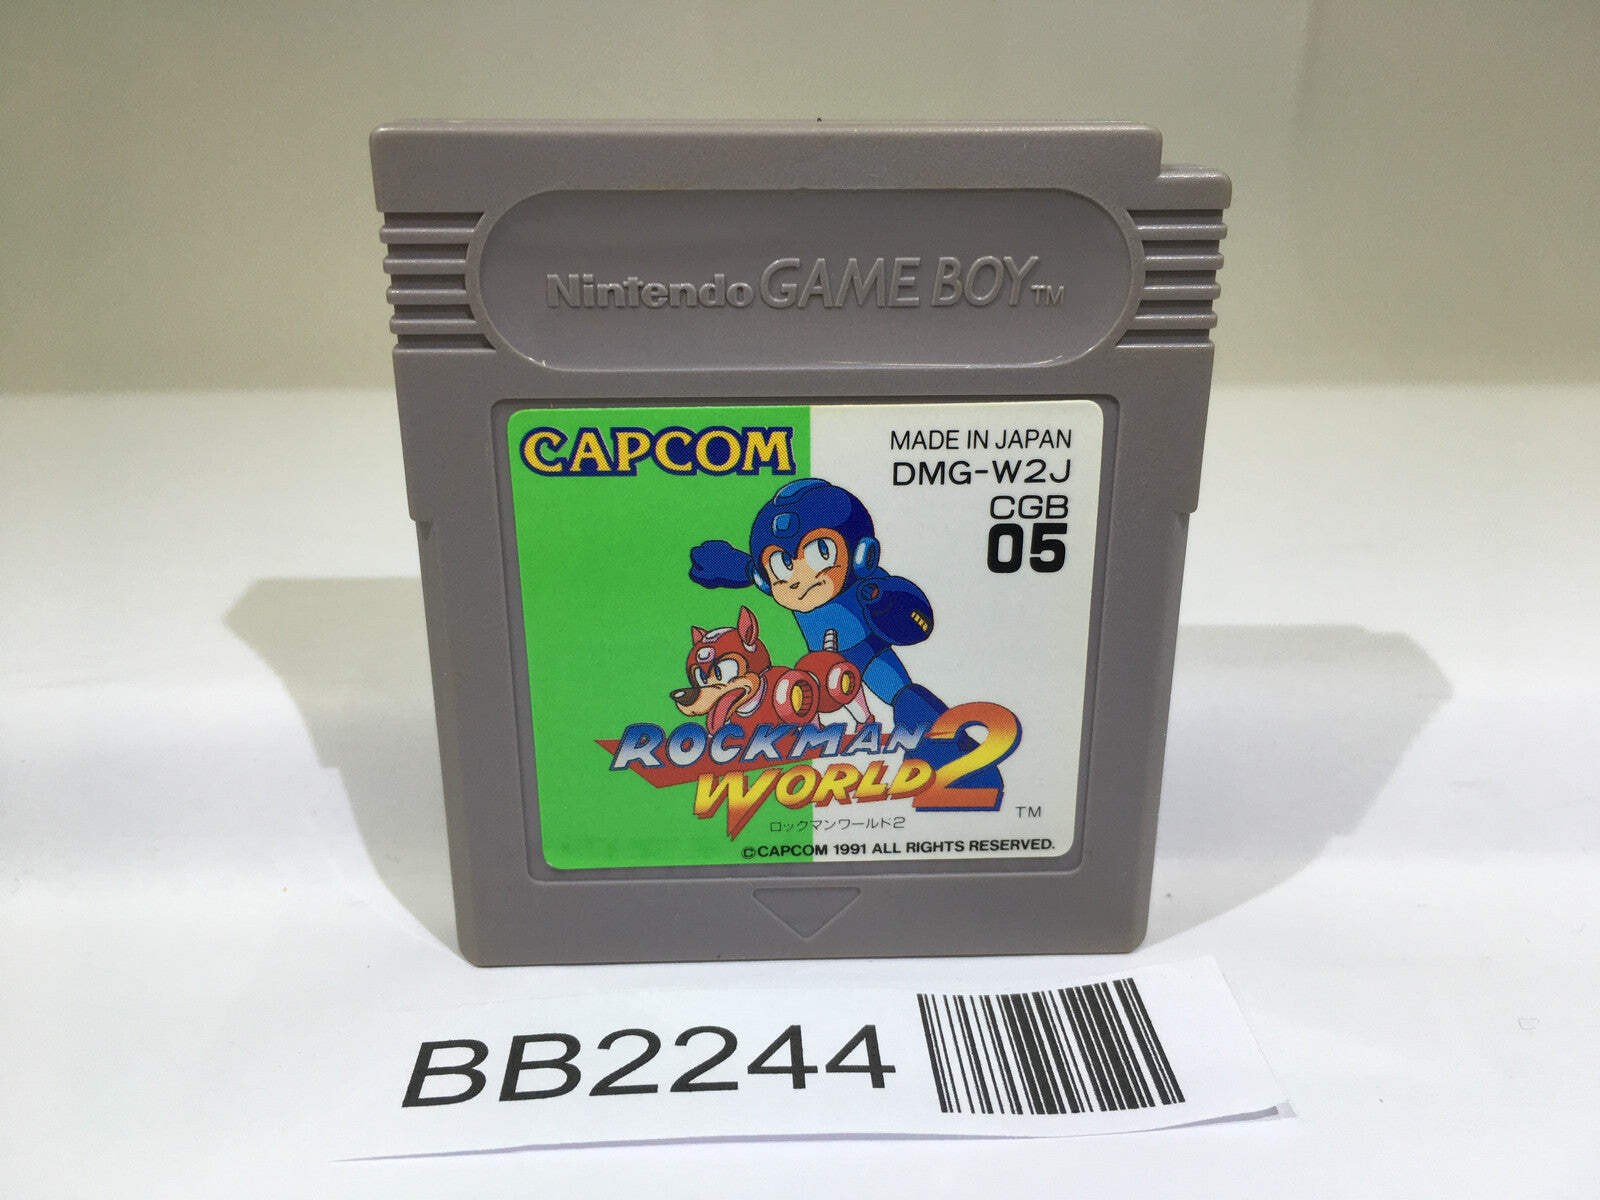 Nintendo GAME BOY TM
CAPCOM
MADE IN JAPAN
DMG-W2J
CGB
05
ROCKMAN
WORLD 2
TM
ロックマンワールド2
©CAPCOM 1991 ALL RIGHTS RESERVED.
BB2244